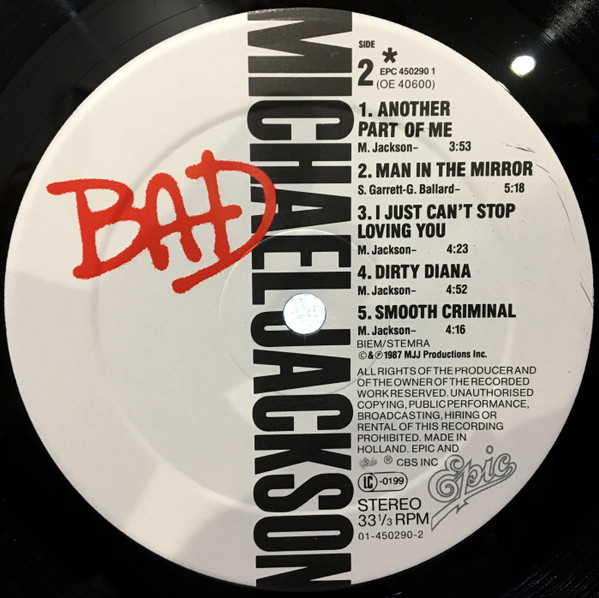 BAD
MICHAEL JACKSON
SIDE
2 *
EPC 450290 1
(OE 40600)
1. ANOTHER
PART OF ME
M. Jackson- 3:53
2. MAN IN THE MIRROR
S. Garrett-G. Ballard- 5:18
3. I JUST CAN'T STOP
LOVING YOU
M. Jackson- 4:23
4. DIRTY DIANA
M. Jackson- 4:52
5. SMOOTH CRIMINAL
M. Jackson- 4:16
BIEM/STEMRA
©&℗1987 MJJ Productions Inc.
ALL RIGHTS OF THE PRODUCER AND
OF THE OWNER OF THE RECORDED
WORK RESERVED. UNAUTHORISED
COPYING, PUBLIC PERFORMANCE,
BROADCASTING, HIRING OR
RENTAL OF THIS RECORDING
PROHIBITED. MADE IN
HOLLAND. EPIC AND
Epic ® CBS INC
LC -0199
Epic
STEREO
33 1/3 RPM
01-450290-2